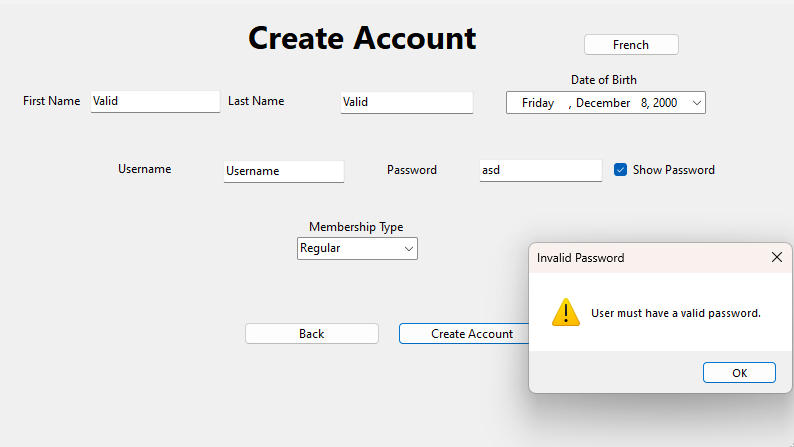 Create Account
French
Date of Birth
First Name Valid Last Name Valid Friday , December 8, 2000
Username Username Password asd Show Password
Membership Type
Regular
Invalid Password
User must have a valid password.
Back Create Account
OK